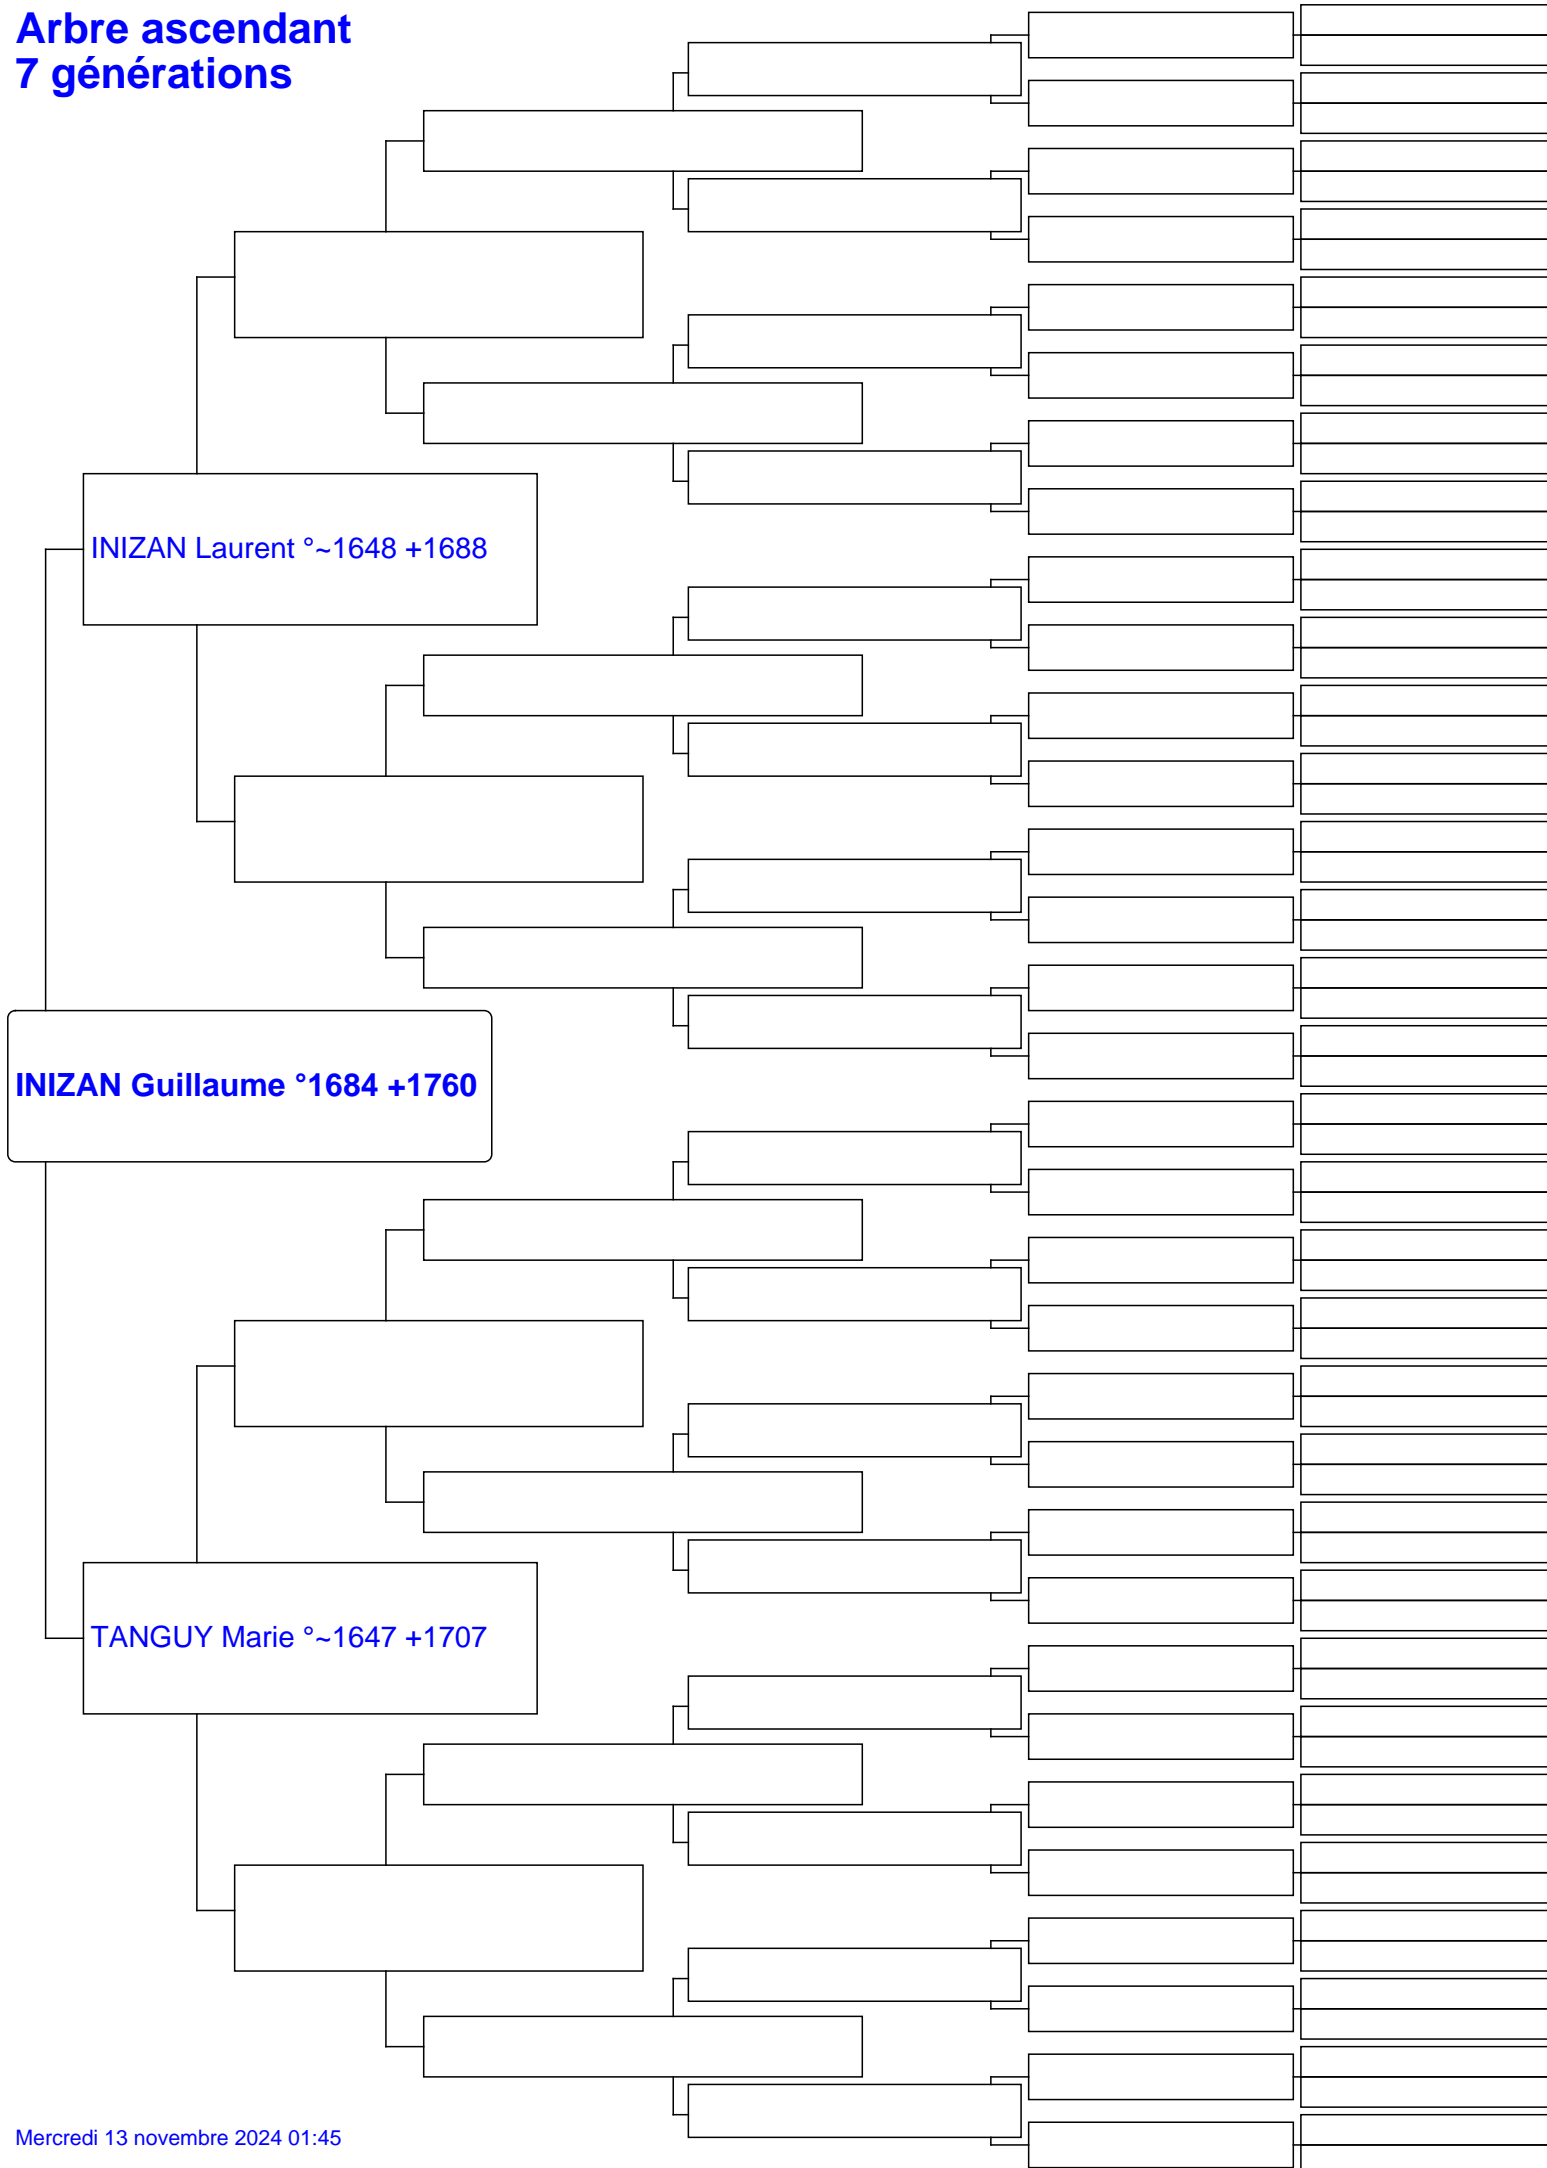 Arbre ascendant
7 générations
INIZAN Laurent °~1648 +1688
INIZAN Guillaume °1684 +1760
TANGUY Marie °~1647 +1707
Mercredi 13 novembre 2024 01:45